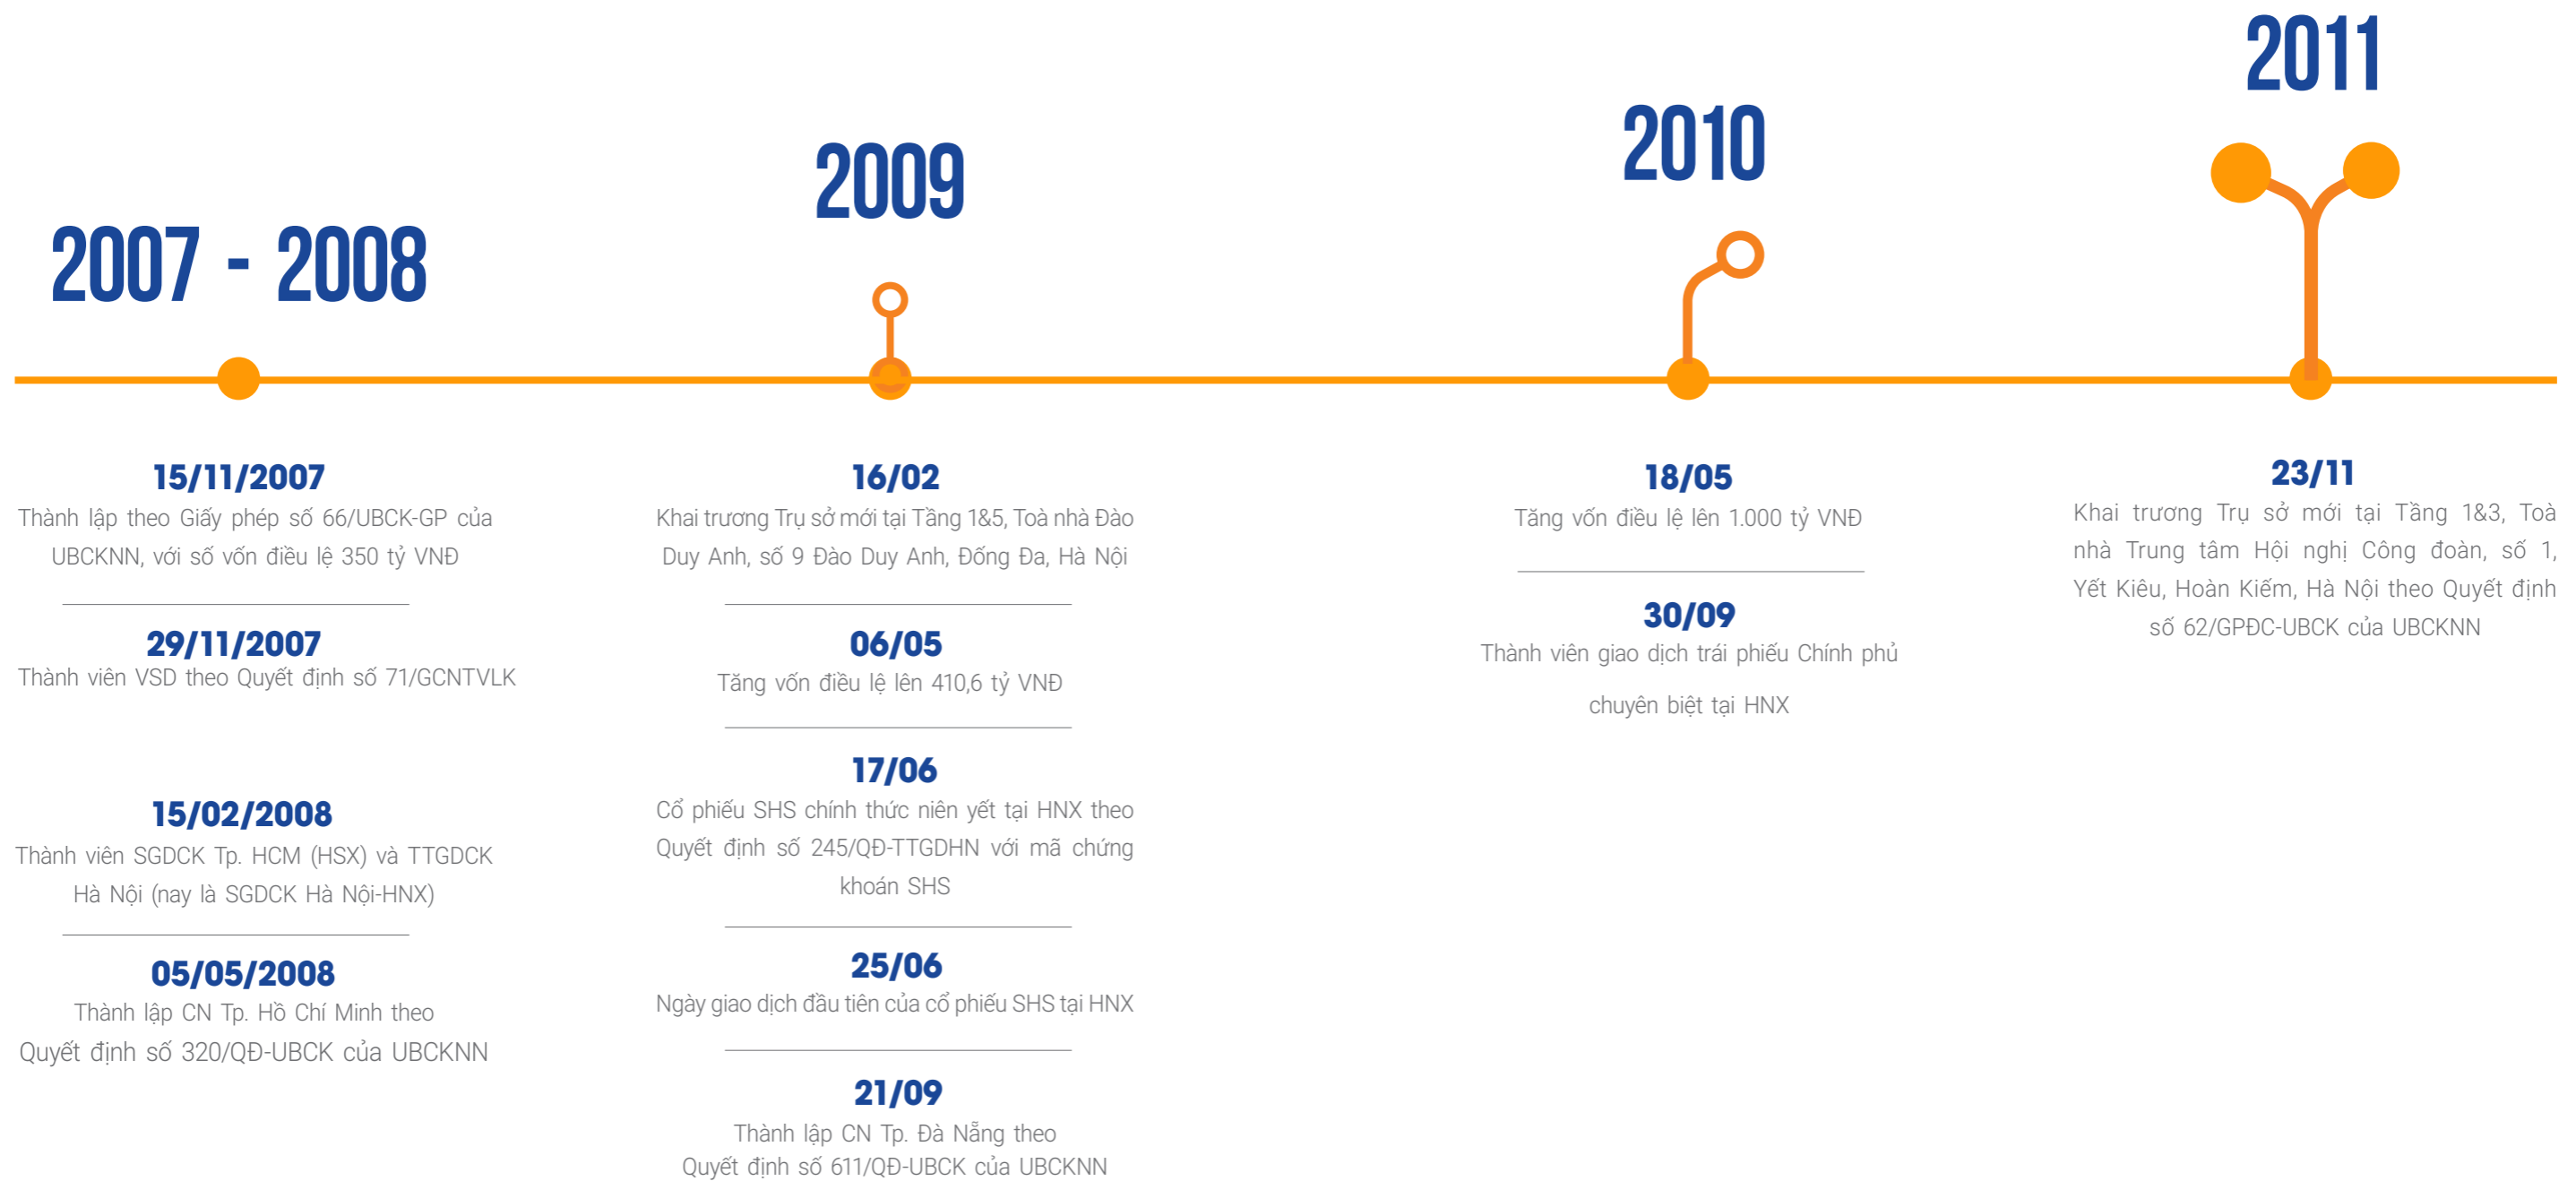 2007 - 2008
15/11/2007
Thành lập theo Giấy phép số 66/UBCK-GP của
UBCKNN, với số vốn điều lệ 350 tỷ VNĐ
29/11/2007
Thành viên VSD theo Quyết định số 71/GCNTVLK
15/02/2008
Thành viên SGDCK Tp. HCM (HSX) và TTGDCK
Hà Nội (nay là SGDCK Hà Nội-HNX)
05/05/2008
Thành lập CN Tp. Hồ Chí Minh theo
Quyết định số 320/QĐ-UBCK của UBCKNN
2009
16/02
Khai trương Trụ sở mới tại Tầng 1&5, Toà nhà Đào
Duy Anh, số 9 Đào Duy Anh, Đống Đa, Hà Nội
06/05
Tăng vốn điều lệ lên 410,6 tỷ VNĐ
17/06
Cổ phiếu SHS chính thức niên yết tại HNX theo
Quyết định số 245/QĐ-TTGDHN với mã chứng
khoán SHS
25/06
Ngày giao dịch đầu tiên của cổ phiếu SHS tại HNX
21/09
Thành lập CN Tp. Đà Nẵng theo
Quyết định số 611/QĐ-UBCK của UBCKNN
2010
18/05
Tăng vốn điều lệ lên 1.000 tỷ VNĐ
30/09
Thành viên giao dịch trái phiếu Chính phủ
chuyên biệt tại HNX
2011
23/11
Khai trương Trụ sở mới tại Tầng 1&3, Toà
nhà Trung tâm Hội nghị Công đoàn, số 1,
Yết Kiêu, Hoàn Kiếm, Hà Nội theo Quyết định
số 62/GPĐC-UBCK của UBCKNN